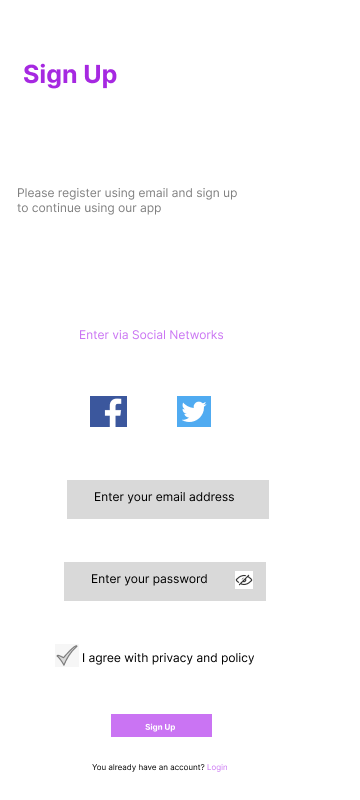 Sign Up
Please register using email and sign up
to continue using our app
Enter via Social Networks
Enter your email address
Enter your password
I agree with privacy and policy
Sign Up
You already have an account? Login